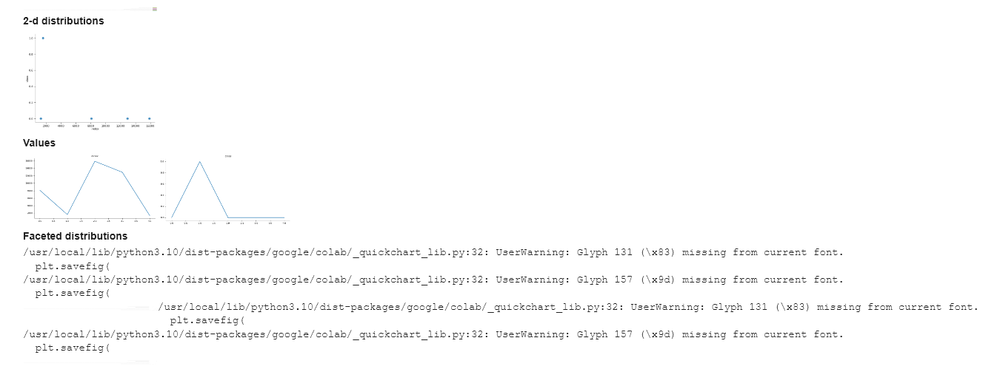 2-d distributions
Values
Faceted distributions
/usr/local/lib/python3.10/dist-packages/google/colab/_quickchart_lib.py:32: UserWarning: Glyph 131 (\x83) missing from current font.
plt.savefig(
/usr/local/lib/python3.10/dist-packages/google/colab/_quickchart_lib.py:32: UserWarning: Glyph 157 (\x9d) missing from current font.
plt.savefig(
/usr/local/lib/python3.10/dist-packages/google/colab/_quickchart_lib.py:32: UserWarning: Glyph 131 (\x83) missing from current font.
plt.savefig(
/usr/local/lib/python3.10/dist-packages/google/colab/_quickchart_lib.py:32: UserWarning: Glyph 157 (\x9d) missing from current font.
plt.savefig(